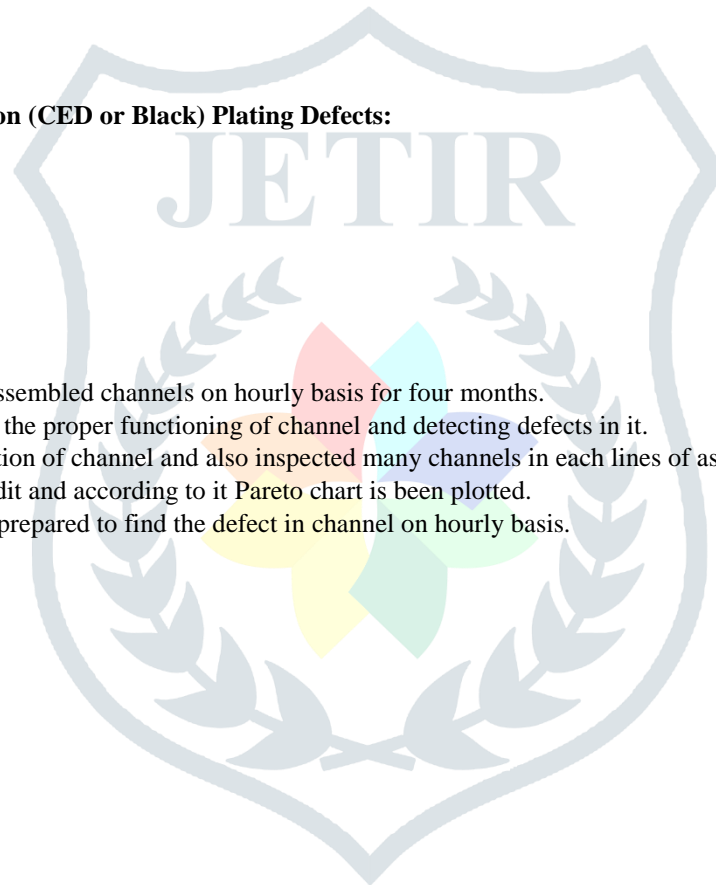 on (CED or Black) Plating Defects:
JETIR
ssembled channels on hourly basis for four months.
the proper functioning of channel and detecting defects in it.
tion of channel and also inspected many channels in each lines of as
dit and according to it Pareto chart is been plotted.
prepared to find the defect in channel on hourly basis.